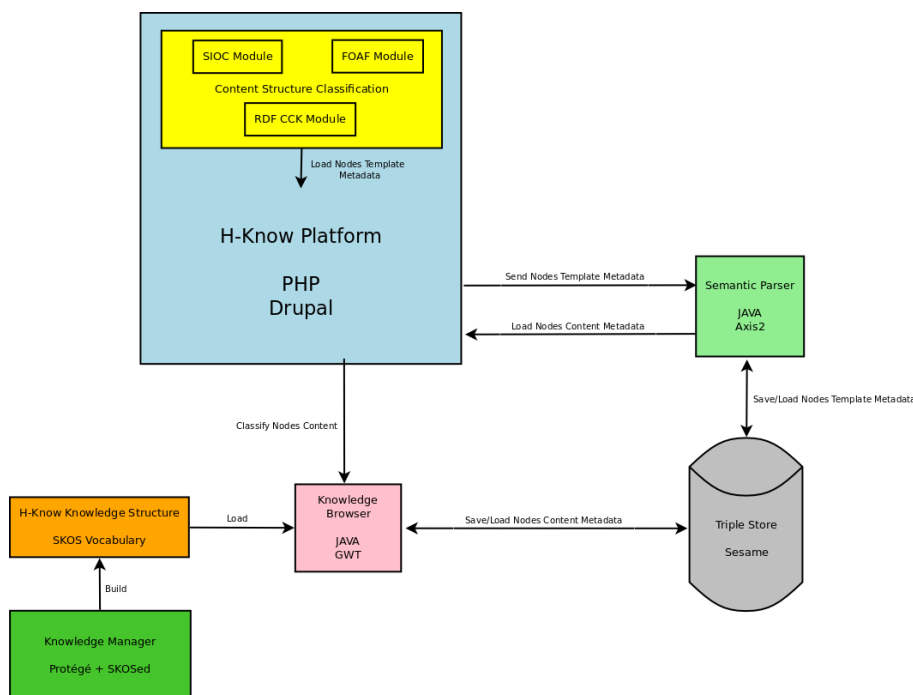 SIOC Module
FOAF Module
Content Structure Classification
RDF CCK Module
Load Nodes Template
Metadata
H-Know Platform
PHP
Drupal
Send Nodes Template Metadata
Load Nodes Content Metadata
Semantic Parser
JAVA
Axis2
Save/Load Nodes Template Metadata
Classify Nodes Content
H-Know Knowledge Structure
SKOS Vocabulary
Load
Knowledge
Browser
JAVA
GWT
Save/Load Nodes Content Metadata
Triple Store
Sesame
Build
Knowledge Manager
Protégé + SKOSed